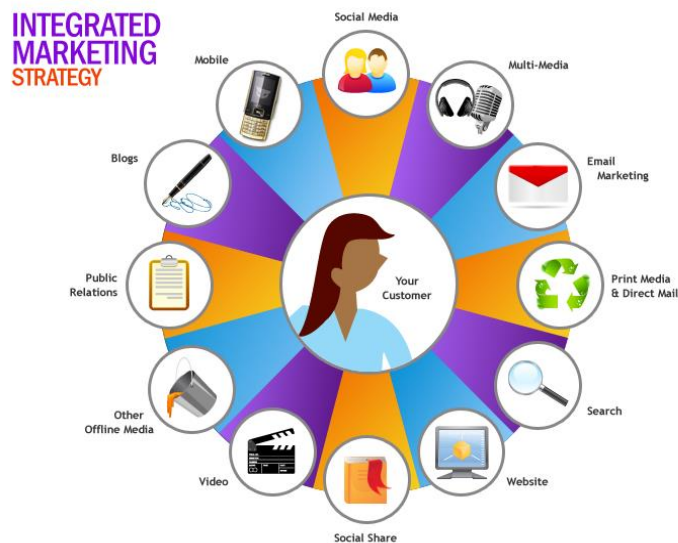 INTEGRATED
MARKETING
STRATEGY
Social Media
Multi-Media
Email
Marketing
Print Media
& Direct Mail
Search
Website
Social Share
Video
Other
Offline Media
Public
Relations
Blogs
Mobile
Your
Customer